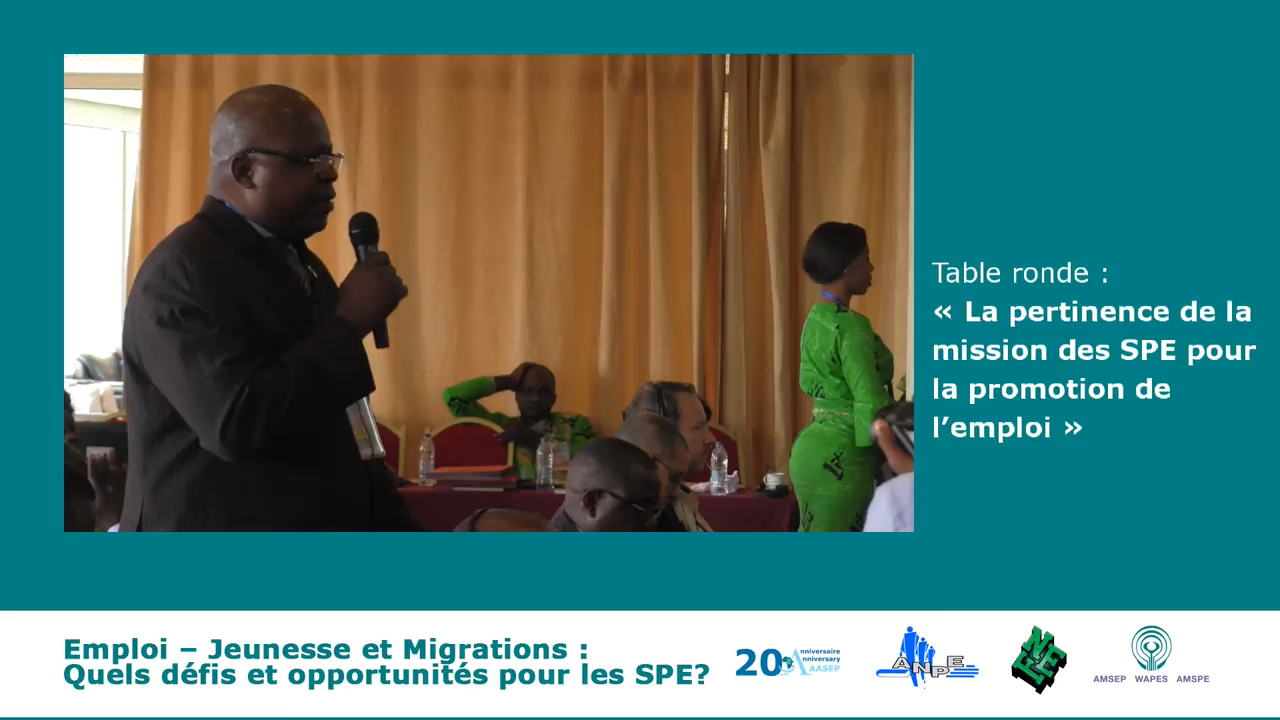 Table ronde :
« La pertinence de la
mission des SPE pour
la promotion de
l’emploi »
Emploi – Jeunesse et Migrations :
Quels défis et opportunités pour les SPE?
20 Anniversaire
Anniversary
AASEP
ANPE
AMSEP WAPES AMSPE